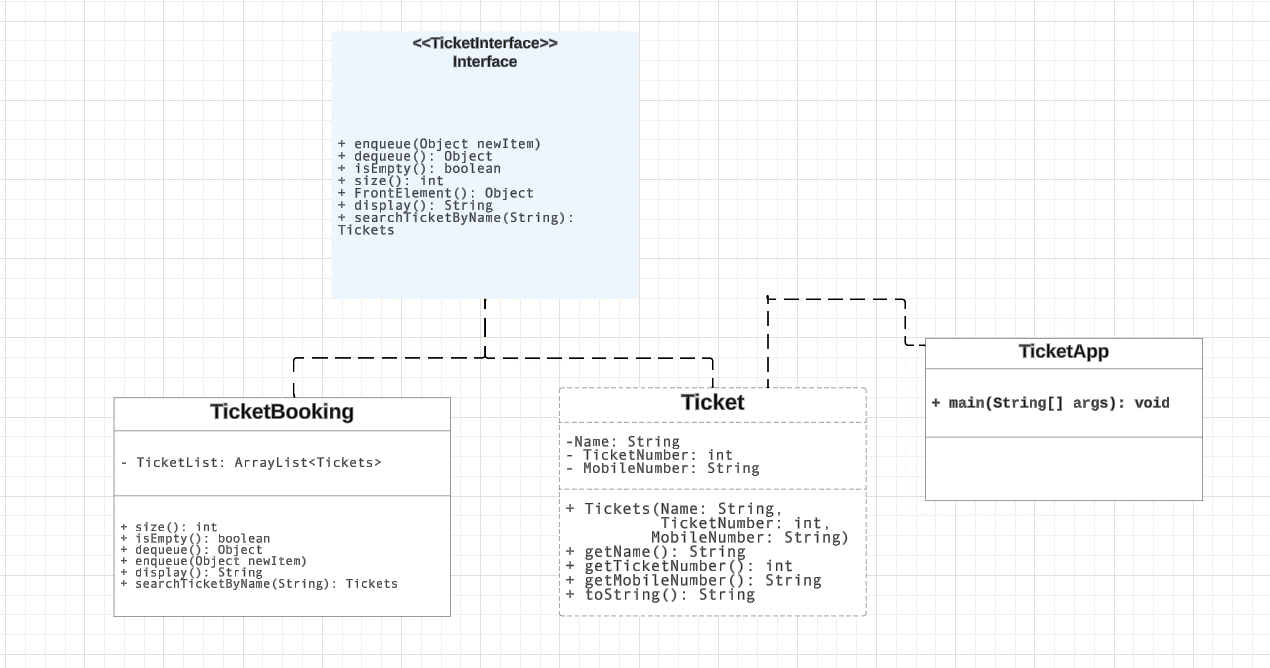 <<TicketInterface>>
Interface
+ enqueue(Object newItem)
+ dequeue(): Object
+ isEmpty(): boolean
+ size(): int
+ FrontElement(): Object
+ display(): String
+ searchTicketByName(String):
Tickets
TicketBooking
- TicketList: ArrayList<Tickets>
+ size(): int
+ isEmpty(): boolean
+ dequeue(): Object
+ enqueue(Object newItem)
+ display(): String
+ searchTicketByName(String): Tickets
Ticket
-Name: String
- TicketNumber: int
- MobileNumber: String
+ Tickets(Name: String,
TicketNumber: int,
MobileNumber: String)
+ getName(): String
+ getTicketNumber(): int
+ getMobileNumber(): String
+ toString(): String
TicketApp
+ main(String[] args): void